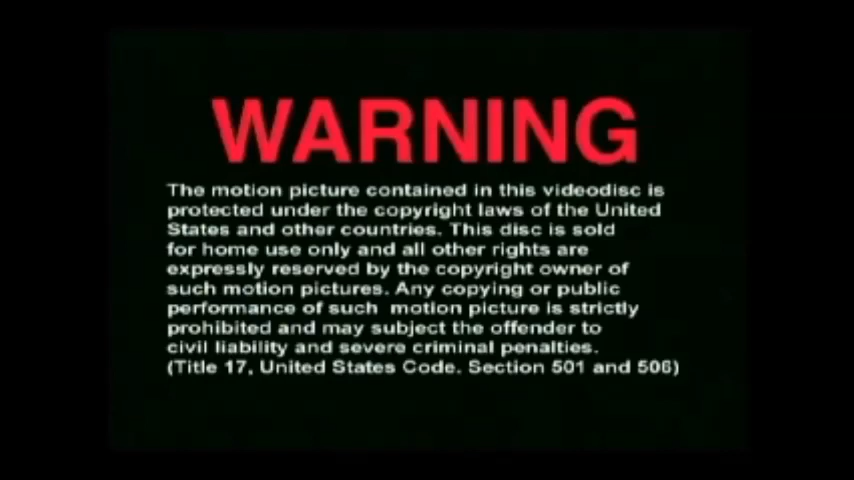 WARNING
The motion picture contained in this videodisc is
protected under the copyright laws of the United
States and other countries. This disc is sold
for home use only and all other rights are
expressly reserved by the copyright owner of
such motion pictures. Any copying or public
performance of such motion picture is strictly
prohibited and may subject the offender to
civil liability and severe criminal penalties.
(Title 17, United States Code. Section 501 and 506)